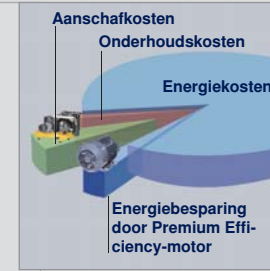 Aanschafkosten
Onderhoudskosten
Energiekosten
Energiebesparing
door Premium Effi-
ciency-motor